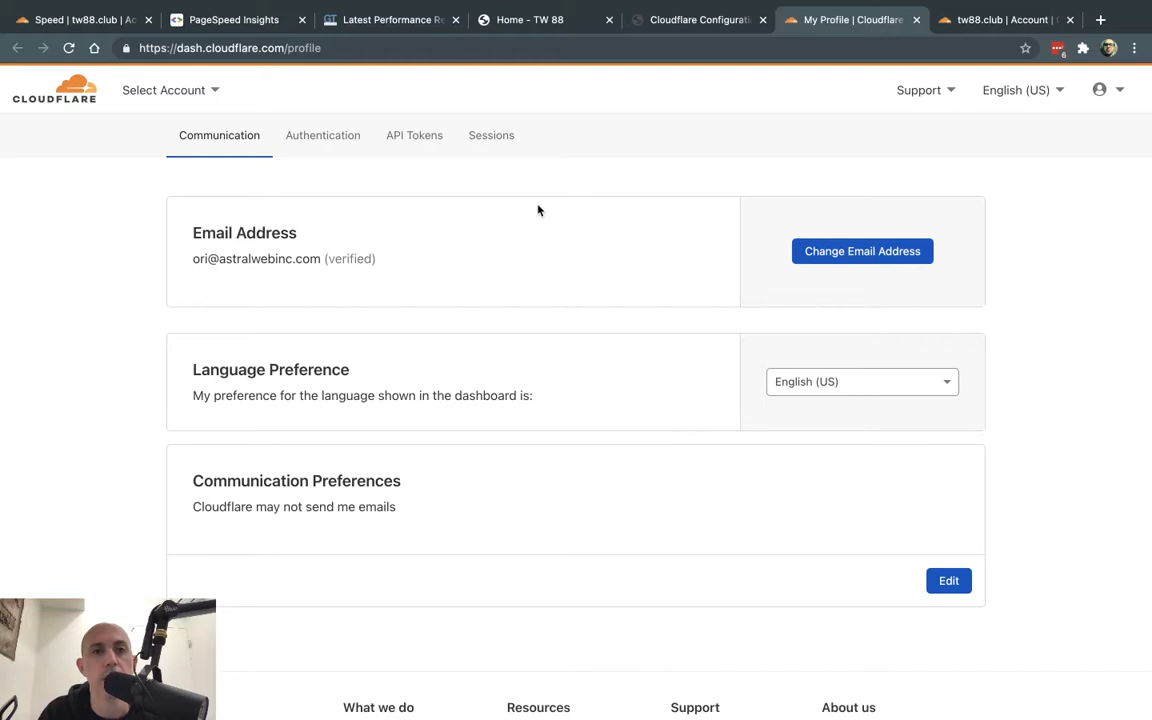 Speed | tw88.club | Ac
PageSpeed Insights
GT Latest Performance Re
Home - TW 88
Cloudflare Configuratio
My Profile | Cloudflare
tw88.club | Account |
https://dash.cloudflare.com/profile
6
CLOUDFLARE
Select Account
Support
English (US)
Communication
Authentication
API Tokens
Sessions
Email Address
ori@astralwebinc.com (verified)
Change Email Address
Language Preference
My preference for the language shown in the dashboard is:
English (US)
Communication Preferences
Cloudflare may not send me emails
Edit
What we do
Resources
Support
About us